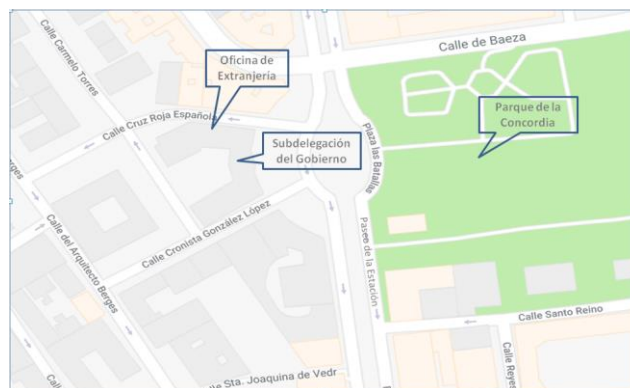 Calle Carmelo Torres
Oficina de
Extranjería
Calle de Baeza
Calle Cruz Roja Española
Parque de la
Concordia
Subdelegación
del Gobierno
Plaza las Batallas
Berges
Calle Cronista González López
Calle del Arquitecto Berges
Paseo de la Estación
Calle Santo Reino
Calle Reyes
Calle Sta. Joaquina de Vedr